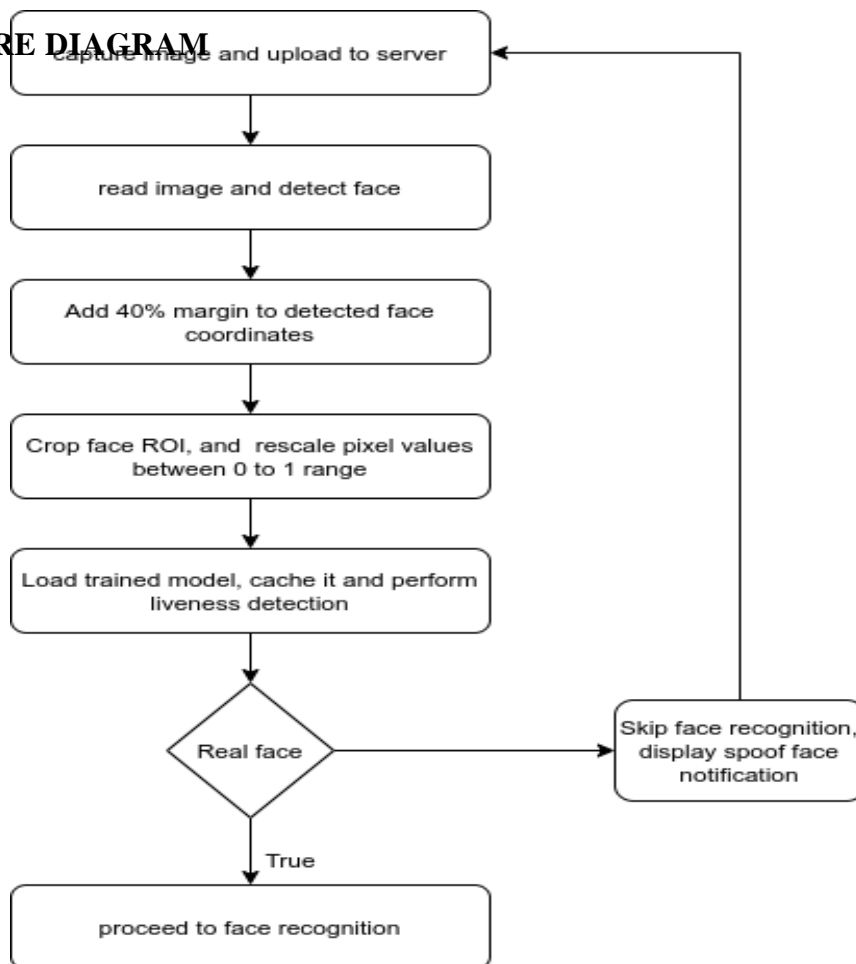 RE DIAGRAM
capture image and upload to server
read image and detect face
Add 40% margin to detected face
coordinates
Crop face ROI, and rescale pixel values
between 0 to 1 range
Load trained model, cache it and perform
liveness detection
Real face
Skip face recognition,
display spoof face
notification
True
proceed to face recognition